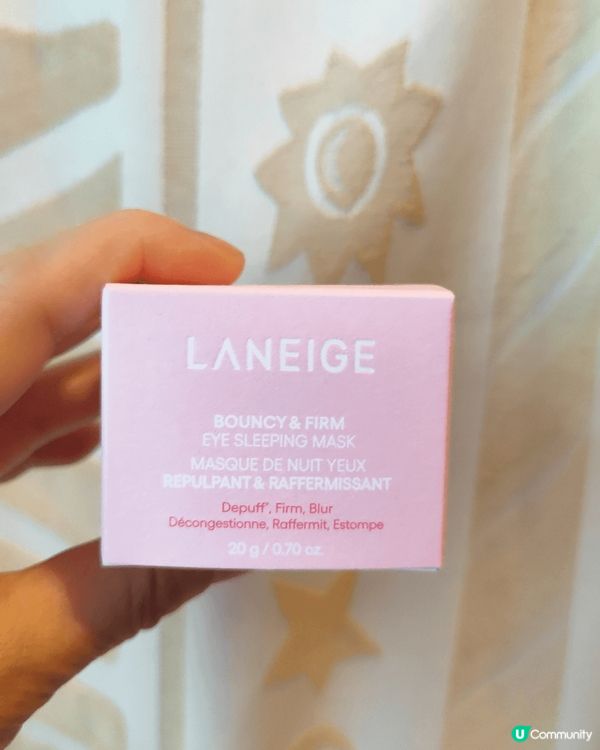 LANEIGE
BOUNCY & FIRM
EYE SLEEPING MASK
MASQUE DE NUIT YEUX
REPULPANT & RAFFERMISSANT
Depuff*, Firm, Blur
Décongestionne, Raffermit, Estompe
20 g / 0.70 oz.
U Community